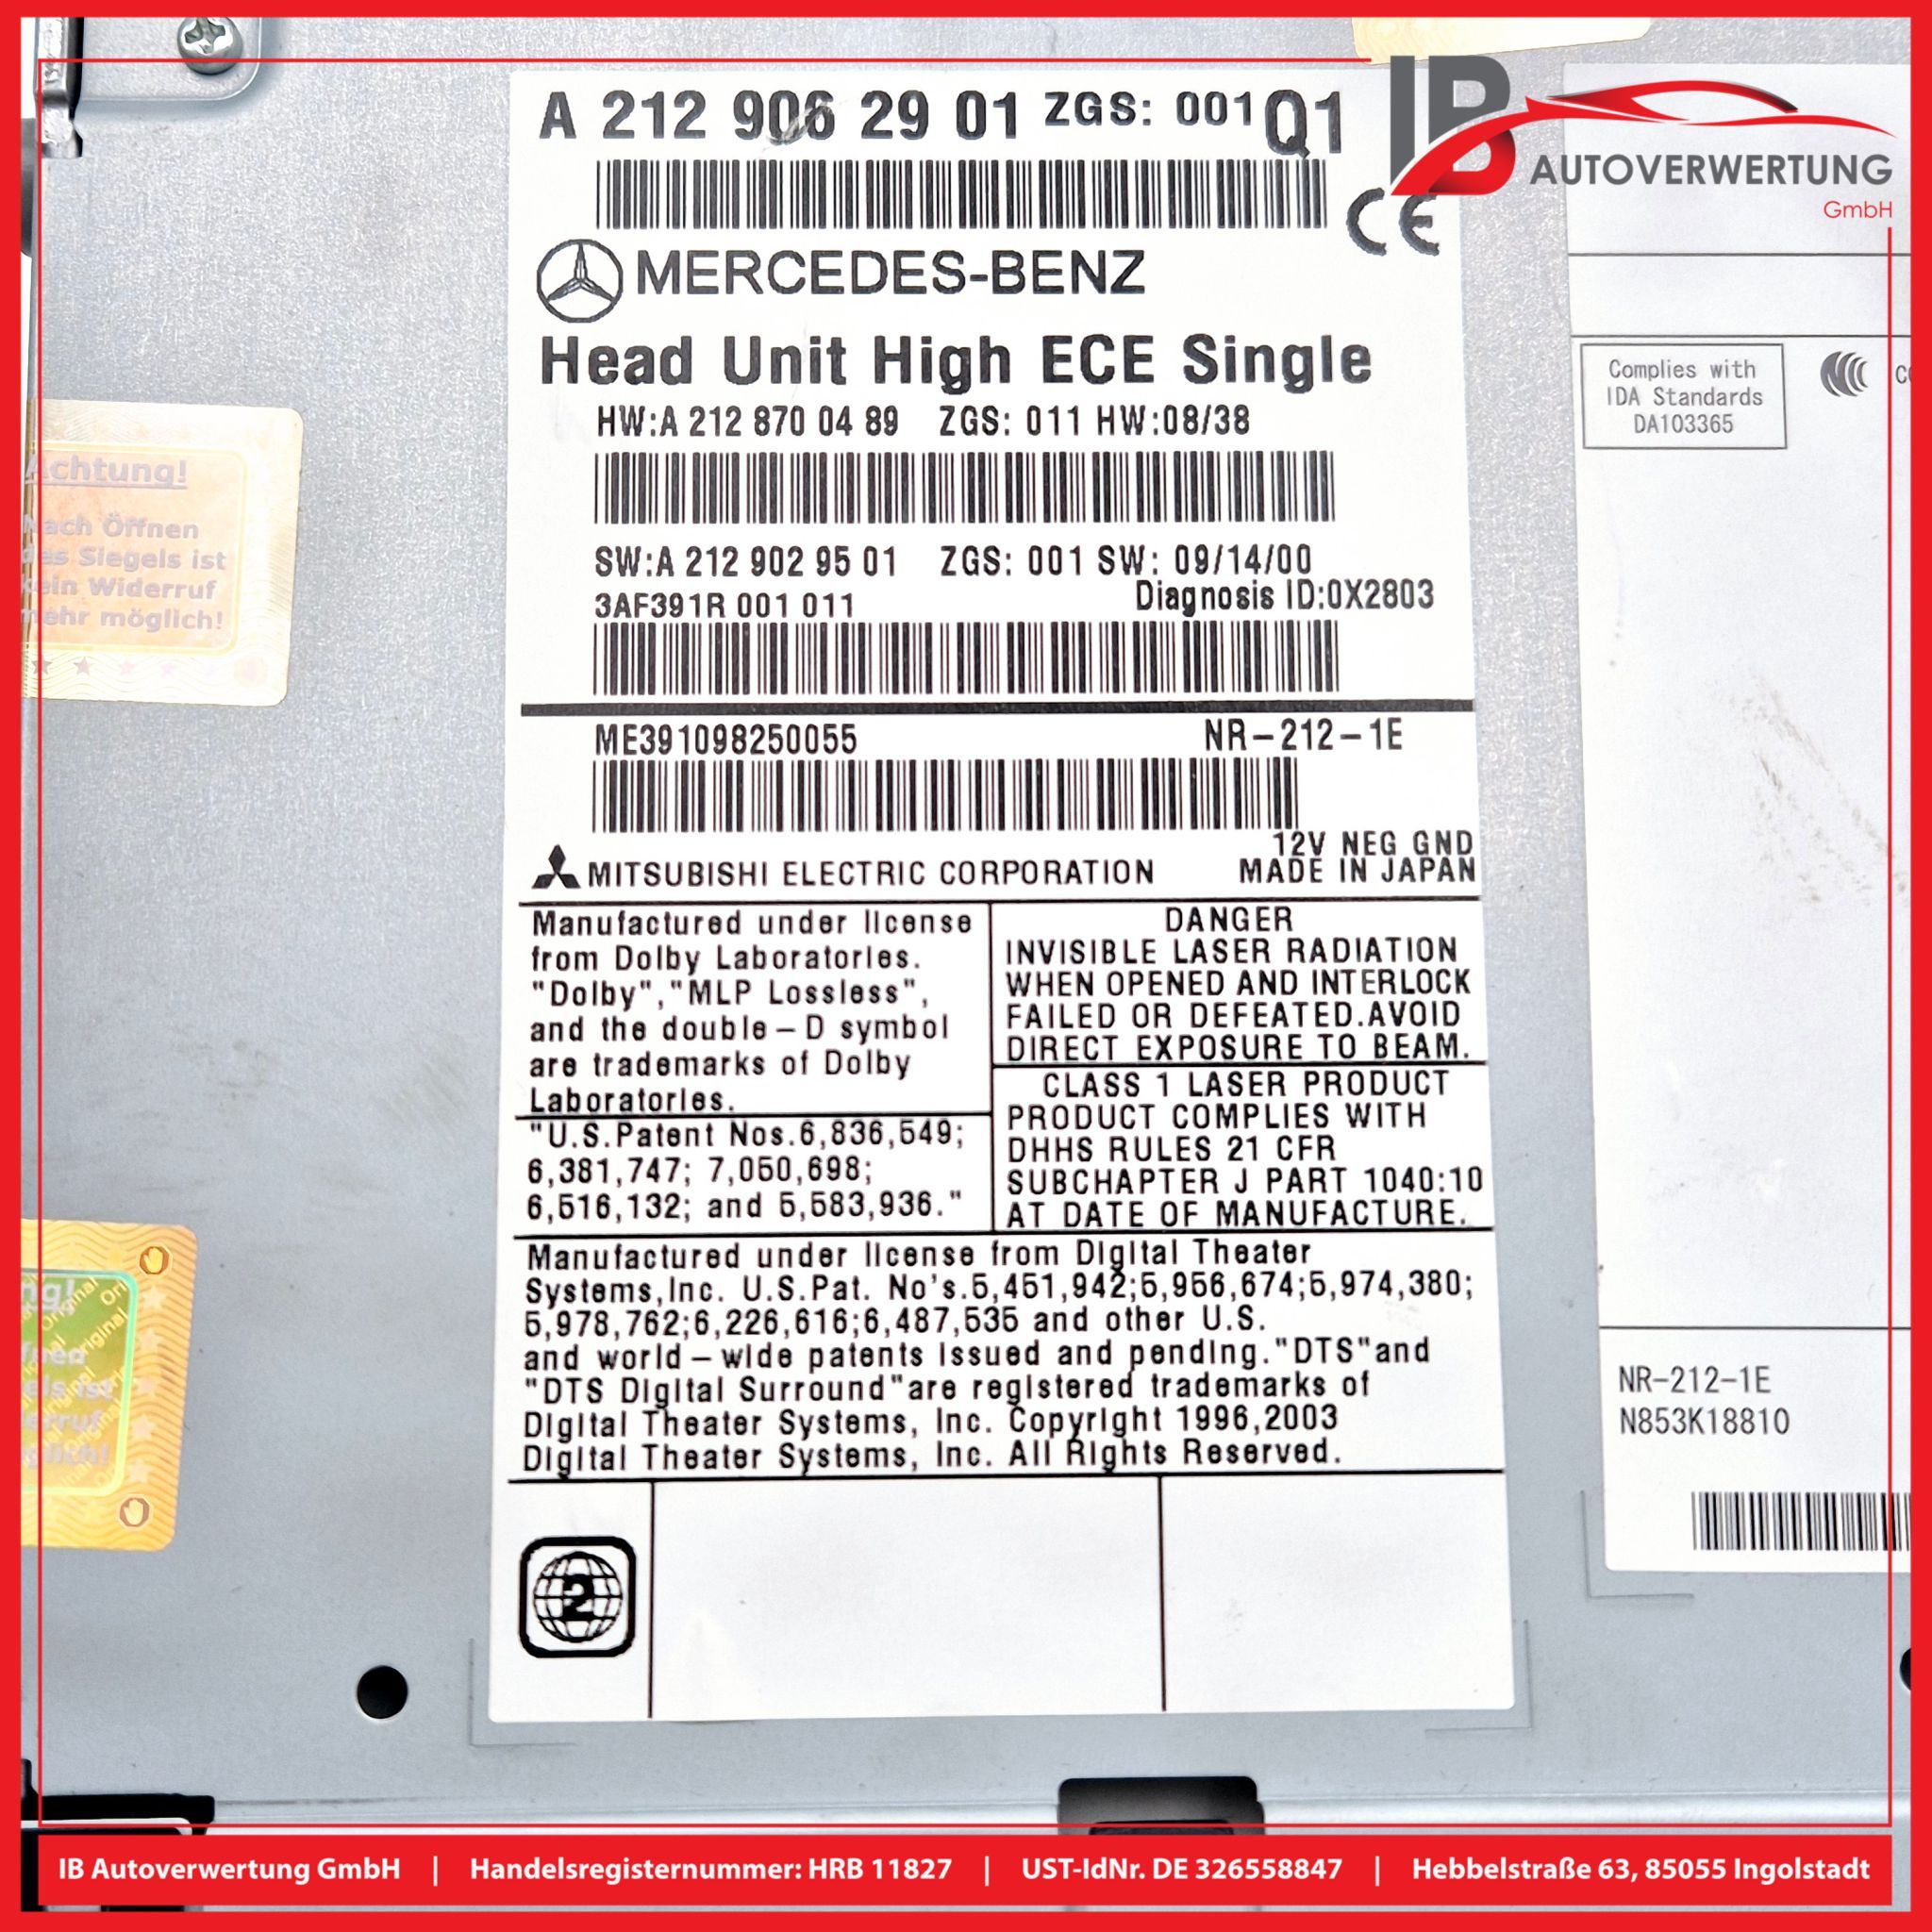 A 212 906 29 01 ZGS: 001 Q1
IB AUTOVERWERTUNG
GmbH
CE
MERCEDES-BENZ
Head Unit High ECE Single
HW:A 212 870 04 89 ZGS: 011 HW:08/38
SW:A 212 902 95 01 ZGS: 001 SW: 09/14/00
3AF391R 001 011 Diagnosis ID:0X2803
ME391098250055 NR-212-1E
12V NEG GND
MITSUBISHI ELECTRIC CORPORATION MADE IN JAPAN
Manufactured under license
from Dolby Laboratories.
"Dolby","MLP Lossless",
and the double-D symbol
are trademarks of Dolby
Laboratories.
"U.S.Patent Nos.6,836,549;
6,381,747; 7,050,698;
6,516,132; and 5,583,936."
DANGER
INVISIBLE LASER RADIATION
WHEN OPENED AND INTERLOCK
FAILED OR DEFEATED.AVOID
DIRECT EXPOSURE TO BEAM.
CLASS 1 LASER PRODUCT
PRODUCT COMPLIES WITH
DHHS RULES 21 CFR
SUBCHAPTER J PART 1040:10
AT DATE OF MANUFACTURE.
Manufactured under license from Digital Theater
Systems,Inc. U.S.Pat. No's.5,451,942;5,956,674;5,974,380;
5,978,762;6,226,616;6,487,535 and other U.S.
and world-wide patents issued and pending."DTS"and
"DTS Digital Surround"are registered trademarks of
Digital Theater Systems, Inc. Copyright 1996,2003
Digital Theater Systems, Inc. All Rights Reserved.
2
Complies with
IDA Standards
DA103365
NR-212-1E
N853K18810
Achtung!
Nach Öffnen
des Siegels ist
kein Widerruf
mehr möglich!
Original
IB Autoverwertung GmbH | Handelsregisternummer: HRB 11827 | UST-IdNr. DE 326558847 | Hebbelstraße 63, 85055 Ingolstadt